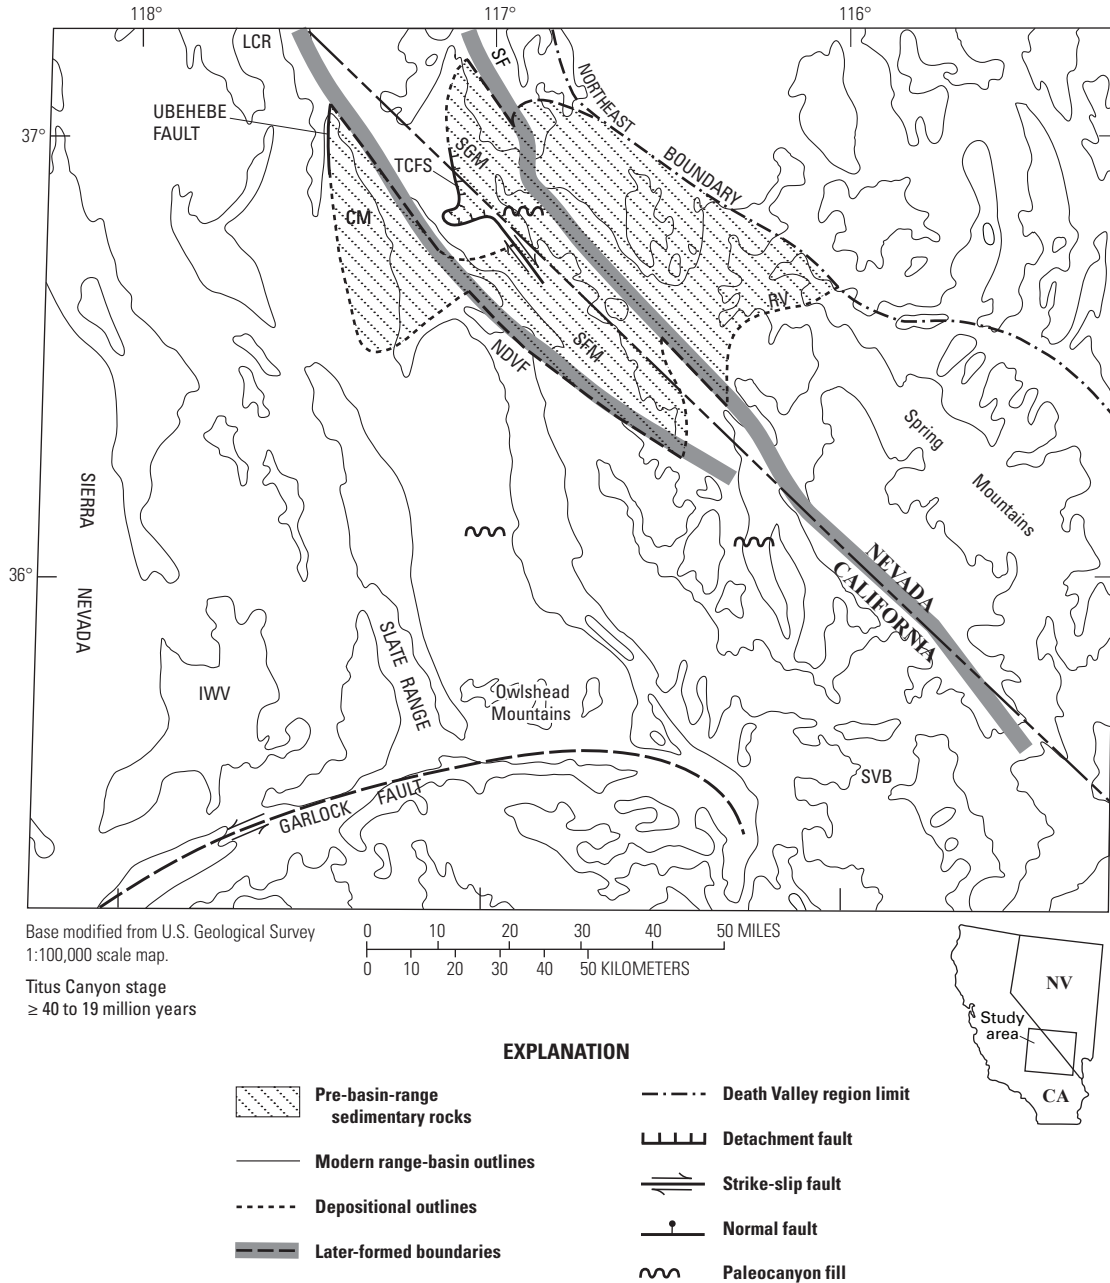 118°
117°
116°
LCR
SF
NORTHEAST
BOUNDARY
UBEHEBE
FAULT
37°
TCFS
SGM
CM
RV
SFM
NDVF
Spring
Mountains
SIERRA
NEVADA
36°
NEVADA
CALIFORNIA
SLATE RANGE
IWV
Owlshead
Mountains
SVB
GARLOCK FAULT
Base modified from U.S. Geological Survey
1:100,000 scale map.
0 10 20 30 40 50 MILES
0 10 20 30 40 50 KILOMETERS
Titus Canyon stage
≥ 40 to 19 million years
NV
Study
area
CA
EXPLANATION
Pre-basin-range
sedimentary rocks
Modern range-basin outlines
Depositional outlines
Later-formed boundaries
Death Valley region limit
Detachment fault
Strike-slip fault
Normal fault
Paleocanyon fill